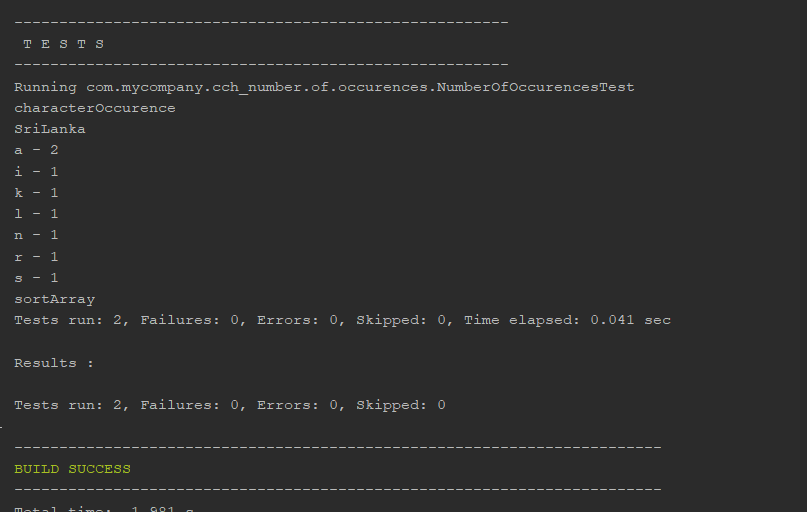 -------------------------------------------------------
T E S T S
-------------------------------------------------------
Running com.mycompany.cch_number.of.occurences.NumberOfOccurencesTest
characterOccurence
SriLanka
a - 2
i - 1
k - 1
l - 1
n - 1
r - 1
s - 1
sortArray
Tests run: 2, Failures: 0, Errors: 0, Skipped: 0, Time elapsed: 0.041 sec
Results :
Tests run: 2, Failures: 0, Errors: 0, Skipped: 0
------------------------------------------------------------------------
BUILD SUCCESS
------------------------------------------------------------------------
Total time: 1.981 s